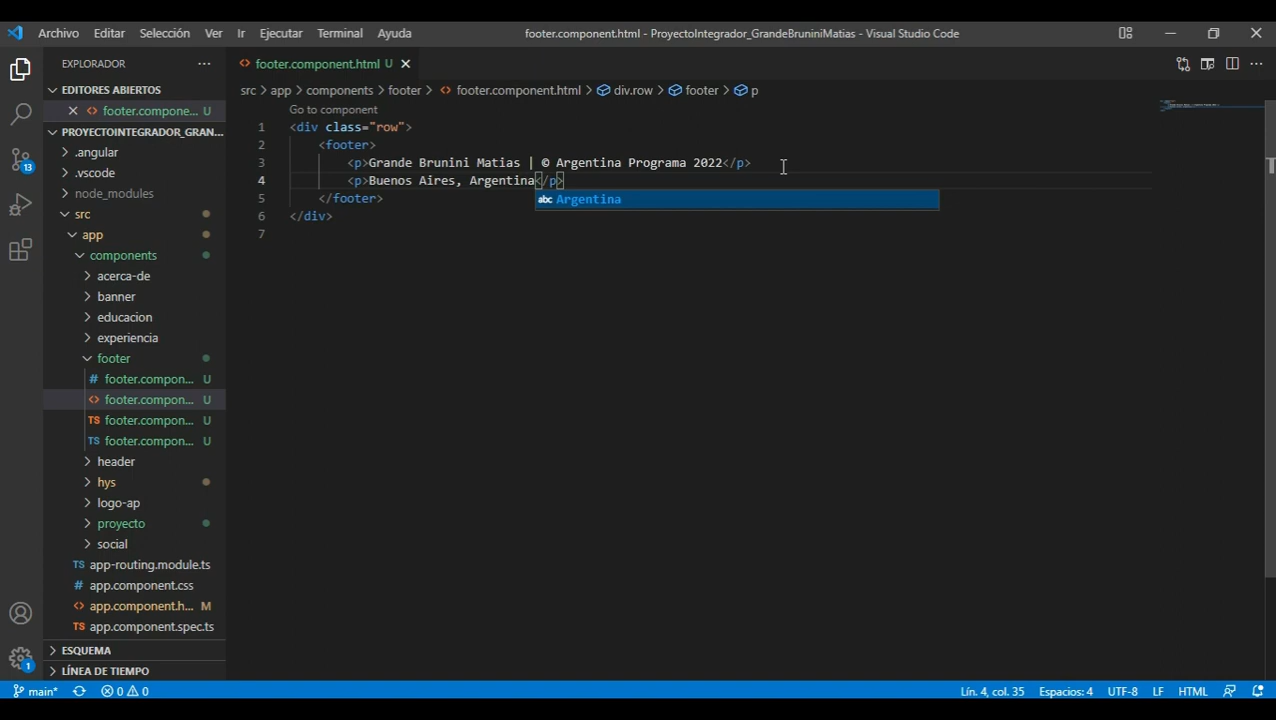 Archivo Editar Selección Ver Ir Ejecutar Terminal Ayuda footer.component.html - ProyectoIntegrador_GrandeBruniniMatias - Visual Studio Code
EXPLORADOR
EDITORES ABIERTOS
footer.compone... U
PROYECTOINTEGRADOR_GRAN...
.angular
.vscode
node_modules
src
app
components
acerca-de
banner
educacion
experiencia
footer
# footer.compon... U
<> footer.compon... U
TS footer.compon... U
TS footer.compon... U
header
hys
logo-ap
proyecto
social
TS app-routing.module.ts
# app.component.css
<> app.component.h... M
TS app.component.spec.ts
ESQUEMA
LÍNEA DE TIEMPO
13
1
<> footer.component.html U
src > app > components > footer > <> footer.component.html > div.row > footer > p
Go to component
1 <div class="row">
2 <footer>
3 <p>Grande Brunini Matias | © Argentina Programa 2022</p>
4 <p>Buenos Aires, Argentina</p>
abc Argentina
5 </footer>
6 </div>
7
main* 0 0 Lín. 4, col. 35 Espacios: 4 UTF-8 LF HTML